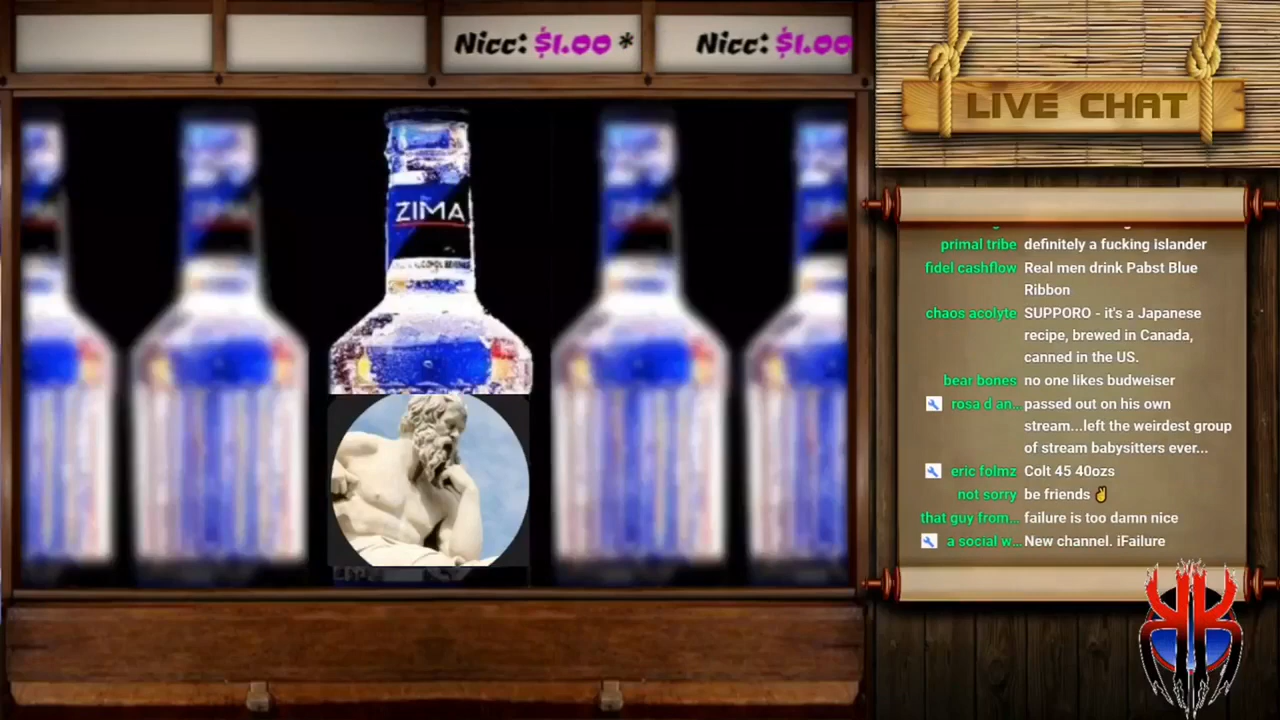 Nicc: $1.00 *
Nicc: $1.00
LIVE CHAT
ZIMA
primal tribe definitely a fucking islander
fidel cashflow Real men drink Pabst Blue
Ribbon
chaos acolyte SUPPORO - it's a Japanese
recipe, brewed in Canada,
canned in the US.
bear bones no one likes budweiser
rosa d an... passed out on his own
stream...left the weirdest group
of stream babysitters ever...
eric folmz Colt 45 40ozs
not sorry be friends ✌
that guy from... failure is too damn nice
a social w... New channel. iFailure